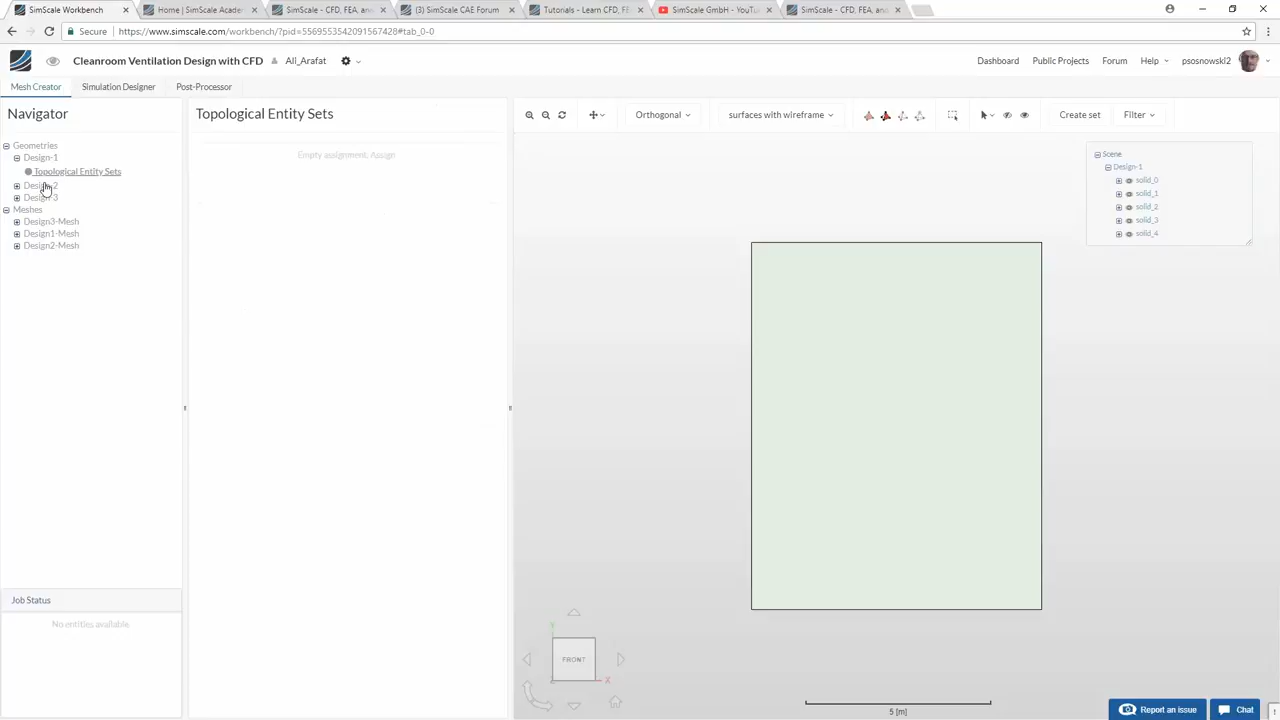 SimScale Workbench
Home | SimScale Acade
SimScale - CFD, FEA, and
(3) SimScale CAE Forum
Tutorials - Learn CFD, FE
SimScale GmbH - YouTu
SimScale - CFD, FEA, and
Secure
https://www.simscale.com/workbench/?pid=5569553542091567428#tab_0-0
Cleanroom Ventilation Design with CFD
Ali_Arafat
Dashboard
Public Projects
Forum
Help
psosnowski2
Mesh Creator
Simulation Designer
Post-Processor
Navigator
Geometries
Design-1
Topological Entity Sets
Design-2
Design-3
Meshes
Design3-Mesh
Design1-Mesh
Design2-Mesh
Job Status
No entities available.
Topological Entity Sets
Empty assignment. Assign
Orthogonal
surfaces with wireframe
Create set
Filter
Scene
Design-1
solid_0
solid_1
solid_2
solid_3
solid_4
Y
FRONT
Z
X
5 [m]
Report an issue
Chat